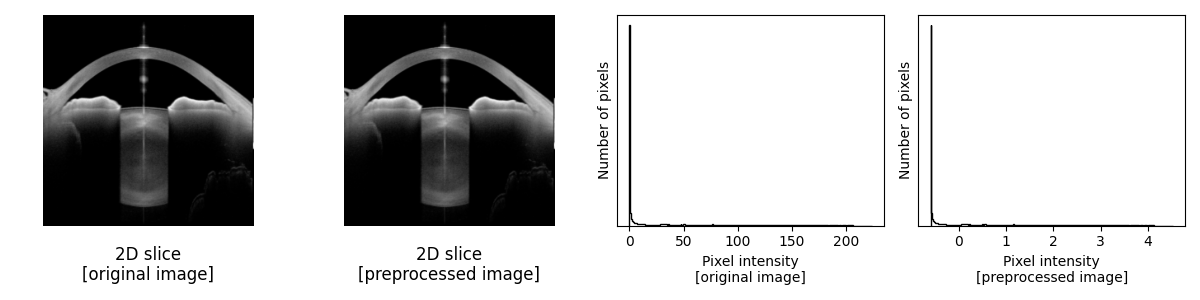 2D slice
[original image]
2D slice
[preprocessed image]
Number of pixels
0 50 100 150 200
Pixel intensity
[original image]
Number of pixels
0 1 2 3 4
Pixel intensity
[preprocessed image]